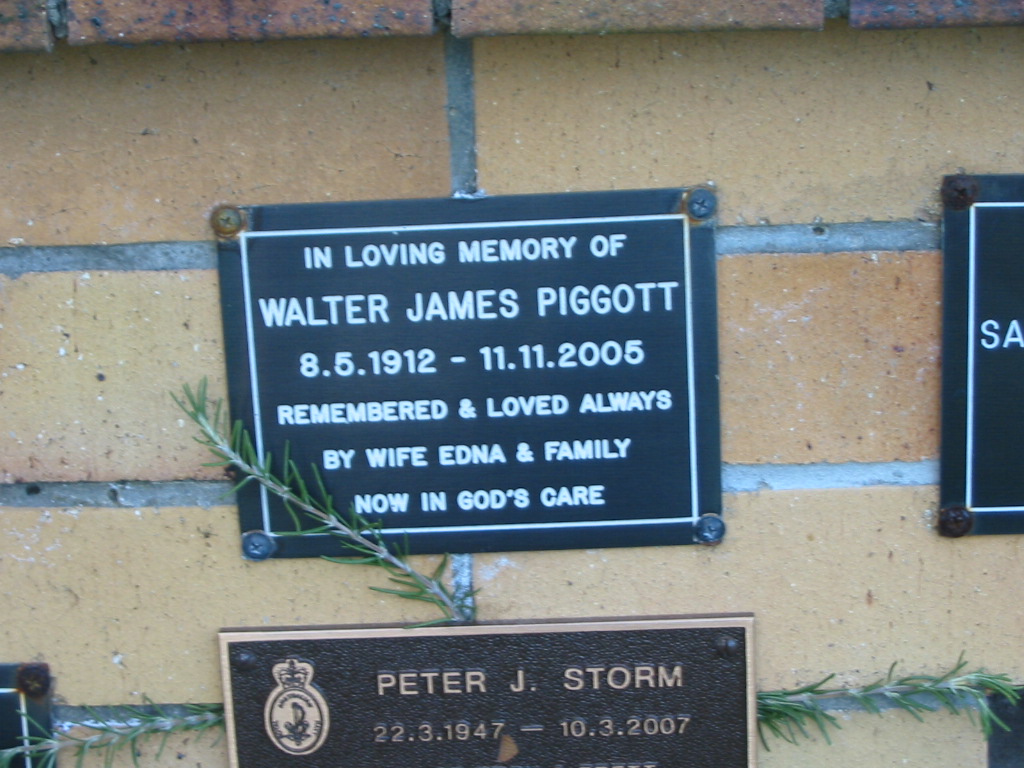 IN LOVING MEMORY OF
WALTER JAMES PIGGOTT
8.5.1912 - 11.11.2005
REMEMBERED & LOVED ALWAYS
BY WIFE EDNA & FAMILY
NOW IN GOD'S CARE
SA
PETER J. STORM
22.3.1947 — 10.3.2007